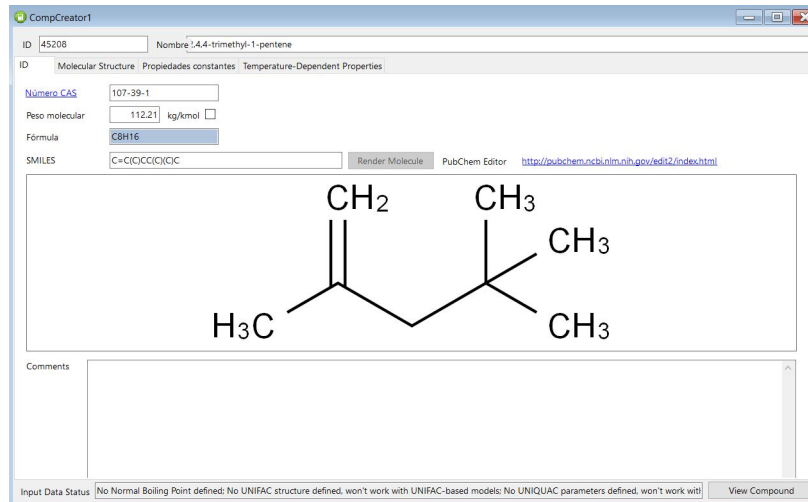 CompCreator1
ID 45208 Nombre 2,4,4-trimethyl-1-pentene
ID Molecular Structure Propiedades constantes Temperature-Dependent Properties
Número CAS 107-39-1
Peso molecular 112.21 kg/kmol
Fórmula C8H16
SMILES C=C(C)CC(C)(C)C Render Molecule PubChem Editor http://pubchem.ncbi.nlm.nih.gov/edit2/index.html
CH2 CH3
CH3
H3C CH3
Comments
Input Data Status No Normal Boiling Point defined; No UNIFAC structure defined, won't work with UNIFAC-based models; No UNIQUAC parameters defined, won't work wit View Compound